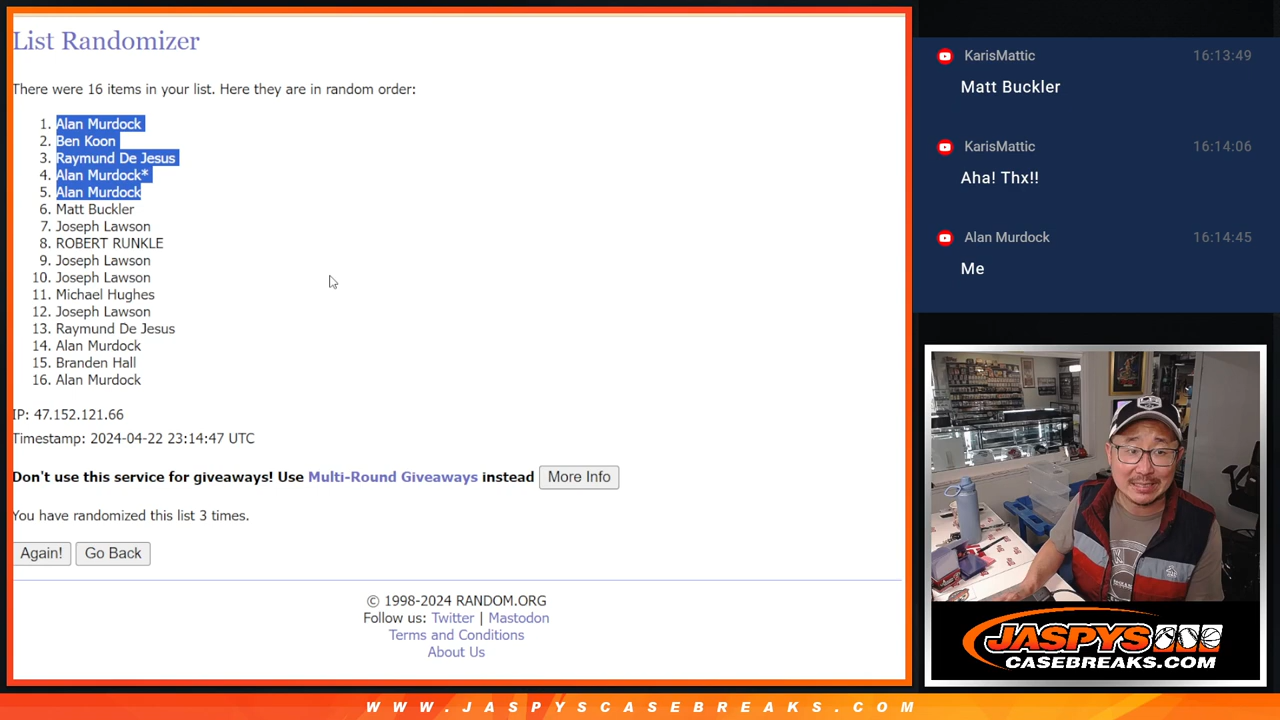 List Randomizer
There were 16 items in your list. Here they are in random order:
1. Alan Murdock
2. Ben Koon
3. Raymund De Jesus
4. Alan Murdock*
5. Alan Murdock
6. Matt Buckler
7. Joseph Lawson
8. ROBERT RUNKLE
9. Joseph Lawson
10. Joseph Lawson
11. Michael Hughes
12. Joseph Lawson
13. Raymund De Jesus
14. Alan Murdock
15. Branden Hall
16. Alan Murdock
IP: 47.152.121.66
Timestamp: 2024-04-22 23:14:47 UTC
Don't use this service for giveaways! Use Multi-Round Giveaways instead More Info
You have randomized this list 3 times.
Again! Go Back
© 1998-2024 RANDOM.ORG
Follow us: Twitter | Mastodon
Terms and Conditions
About Us
KarisMattic 16:13:49
Matt Buckler
KarisMattic 16:14:06
Aha! Thx!!
Alan Murdock 16:14:45
Me
JASPYS
CASEBREAKS.COM
WWW.JASPYSCASEBREAKS.COM